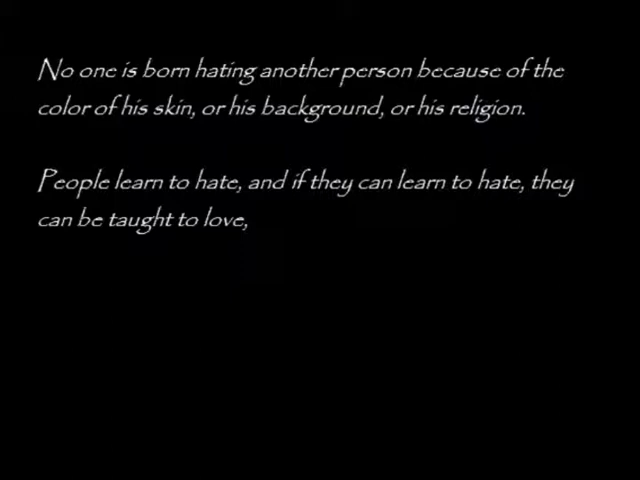 No one is born hating another person because of the
color of his skin, or his background, or his religion.
People learn to hate, and if they can learn to hate, they
can be taught to love,